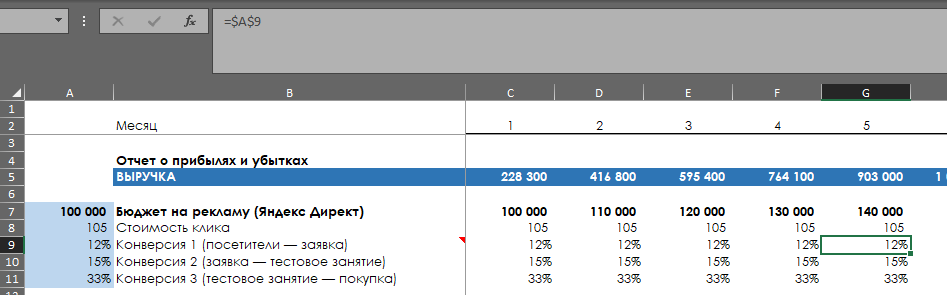 fx =$A$9
A B C D E F G
1
2 Месяц 1 2 3 4 5
3
4 Отчет о прибылях и убытках
5 ВЫРУЧКА 228 300 416 800 595 400 764 100 903 000 1
6
7 100 000 Бюджет на рекламу (Яндекс Директ) 100 000 110 000 120 000 130 000 140 000
8 105 Стоимость клика 105 105 105 105 105
9 12% Конверсия 1 (посетители — заявка) 12% 12% 12% 12% 12%
10 15% Конверсия 2 (заявка — тестовое занятие) 15% 15% 15% 15% 15%
11 33% Конверсия 3 (тестовое занятие — покупка) 33% 33% 33% 33% 33%